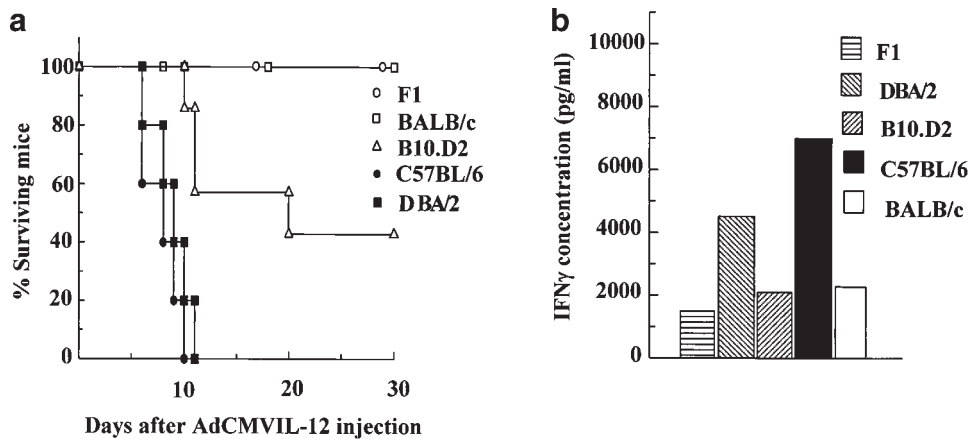 a
100
80
60
40
20
0
% Surviving mice
F1
BALB/c
B10.D2
C57BL/6
DBA/2
10
20
30
Days after AdCMVIL-12 injection
b
10000
8000
6000
4000
2000
0
IFNγ concentration (pg/ml)
F1
DBA/2
B10.D2
C57BL/6
BALB/c